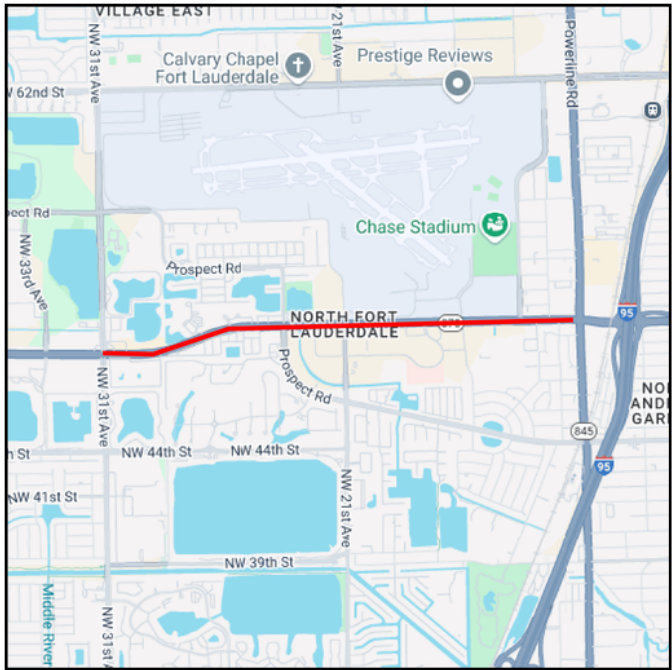 VILLAGE EAST
NW 31st Ave
21st Ave
Powerline Rd
Calvary Chapel
Fort Lauderdale
Prestige Reviews
W 62nd St
pect Rd
Chase Stadium
NW 33rd Ave
Prospect Rd
NORTH FORT
LAUDERDALE
95
Prospect Rd
NW 31st Ave
NO
AND
GARI
845
n St
NW 44th St
NW 44th St
95
NW 41st St
NW 21st Ave
NW 39th St
Middle River
NW 31st A